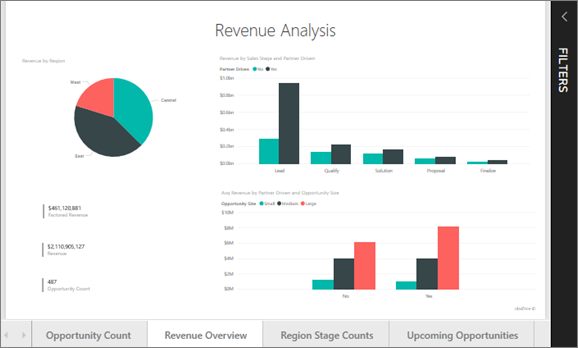 Revenue Analysis
FILTERS
Revenue by Region
West
Central
East
Revenue by Sales Stage and Partner Driven
Partner Driven No Yes
$1.0bn
$0.8bn
$0.6bn
$0.4bn
$0.2bn
$0.0bn
Lead
Qualify
Solution
Proposal
Finalize
$461,120,881
Factored Revenue
$2,110,905,127
Revenue
487
Opportunity Count
Avg Revenue by Partner Driven and Opportunity Size
Opportunity Size Small Medium Large
$10M
$8M
$6M
$4M
$2M
$0M
No
Yes
Opportunity Count
Revenue Overview
Region Stage Counts
Upcoming Opportunities